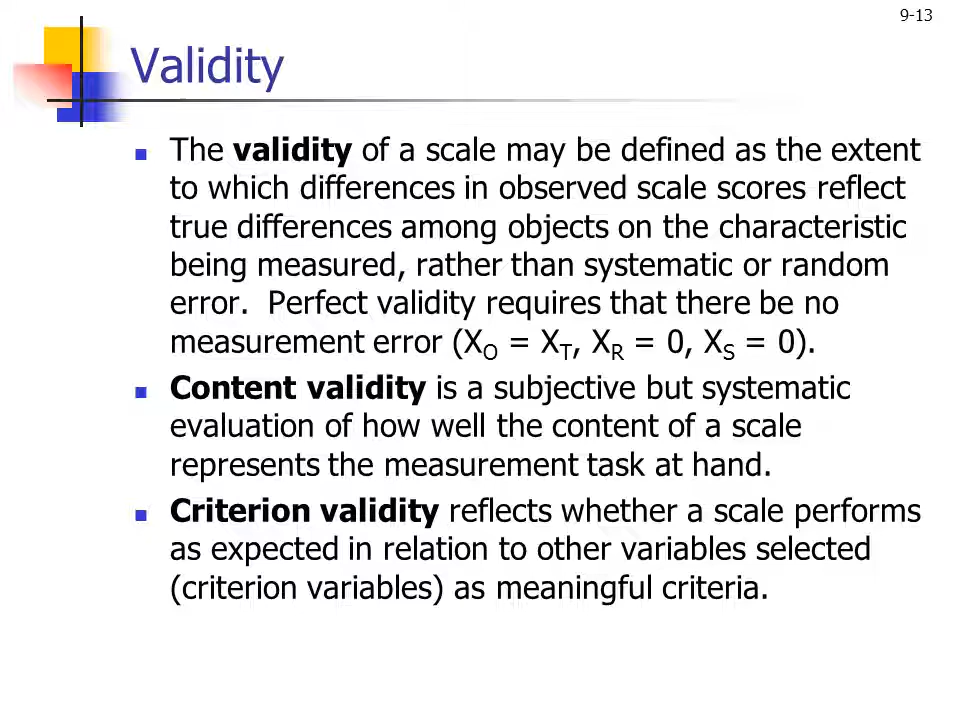 9-13
Validity
The validity of a scale may be defined as the extent
to which differences in observed scale scores reflect
true differences among objects on the characteristic
being measured, rather than systematic or random
error.  Perfect validity requires that there be no
measurement error (X_O = X_T, X_R = 0, X_S = 0).
Content validity is a subjective but systematic
evaluation of how well the content of a scale
represents the measurement task at hand.
Criterion validity reflects whether a scale performs
as expected in relation to other variables selected
(criterion variables) as meaningful criteria.